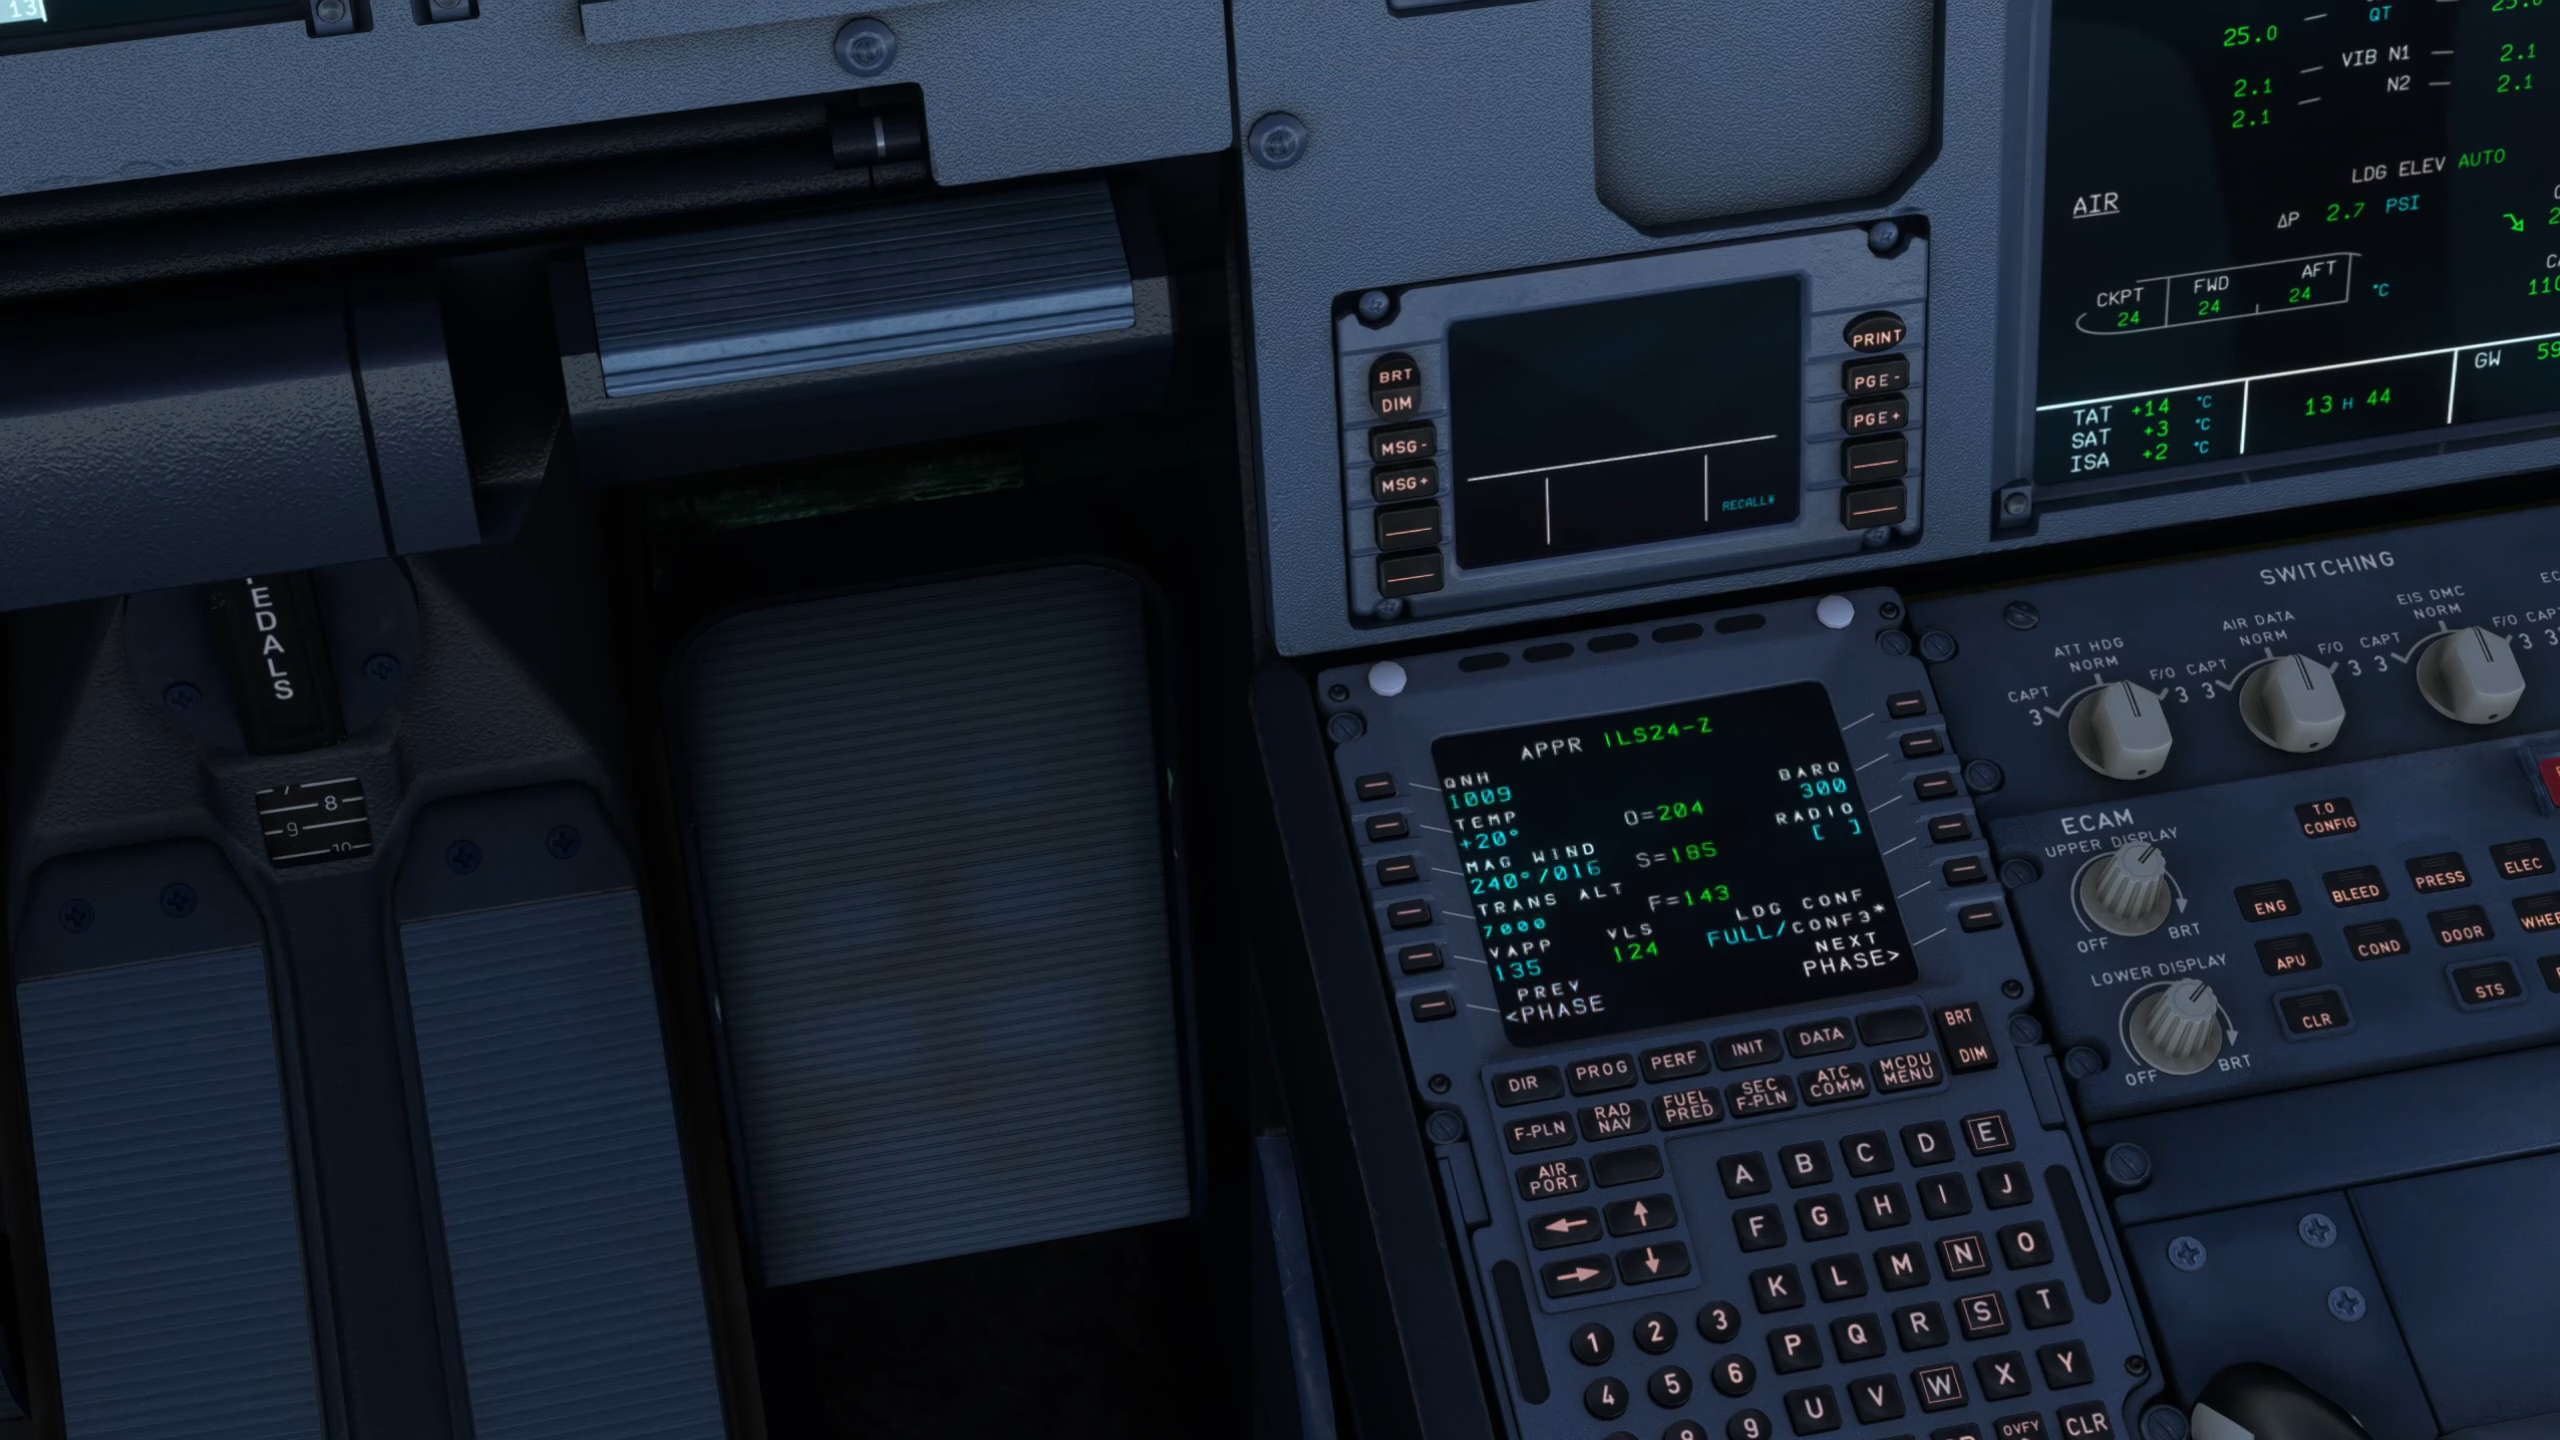 13
QT
25.0
VIB N1
2.1
2.1
N2
2.1
2.1
LDG ELEV AUTO
AIR
ΔP 2.7 PSI
CKPT FWD AFT
24 24 24 °C
110
GW 59
TAT +14 °C
SAT +3 °C
ISA +2 °C
13 H 44
BRT
DIM
MSG-
MSG+
PRINT
PGE-
PGE+
RECALL*
EDALS
8
9
10
SWITCHING
ATT HDG
NORM
CAPT
3
F/O
3
AIR DATA
NORM
CAPT
3
F/O
3
EIS DMC
NORM
CAPT
3
F/O
3
APPR ILS24-Z
QNH
1009
BARO
300
TEMP
+20°
O=204
RADIO
[ ]
MAG WIND
240°/016
S=185
TRANS ALT
7000
F=143
LDG CONF
FULL/CONF3*
VAPP
135
VLS
124
NEXT
PHASE>
PREV
<PHASE
DIR PROG PERF INIT DATA
BRT
DIM
F-PLN
RAD
NAV
FUEL
PRED
SEC
F-PLN
ATC
COMM
MCDU
MENU
AIR
PORT
A B C D E
F G H I J
K L M N O
P Q R S T
U V W X Y
1 2 3
4 5 6
9
OVFY
CLR
ECAM
UPPER DISPLAY
OFF BRT
LOWER DISPLAY
OFF BRT
T.O
CONFIG
ENG BLEED PRESS ELEC
APU COND DOOR
CLR STS